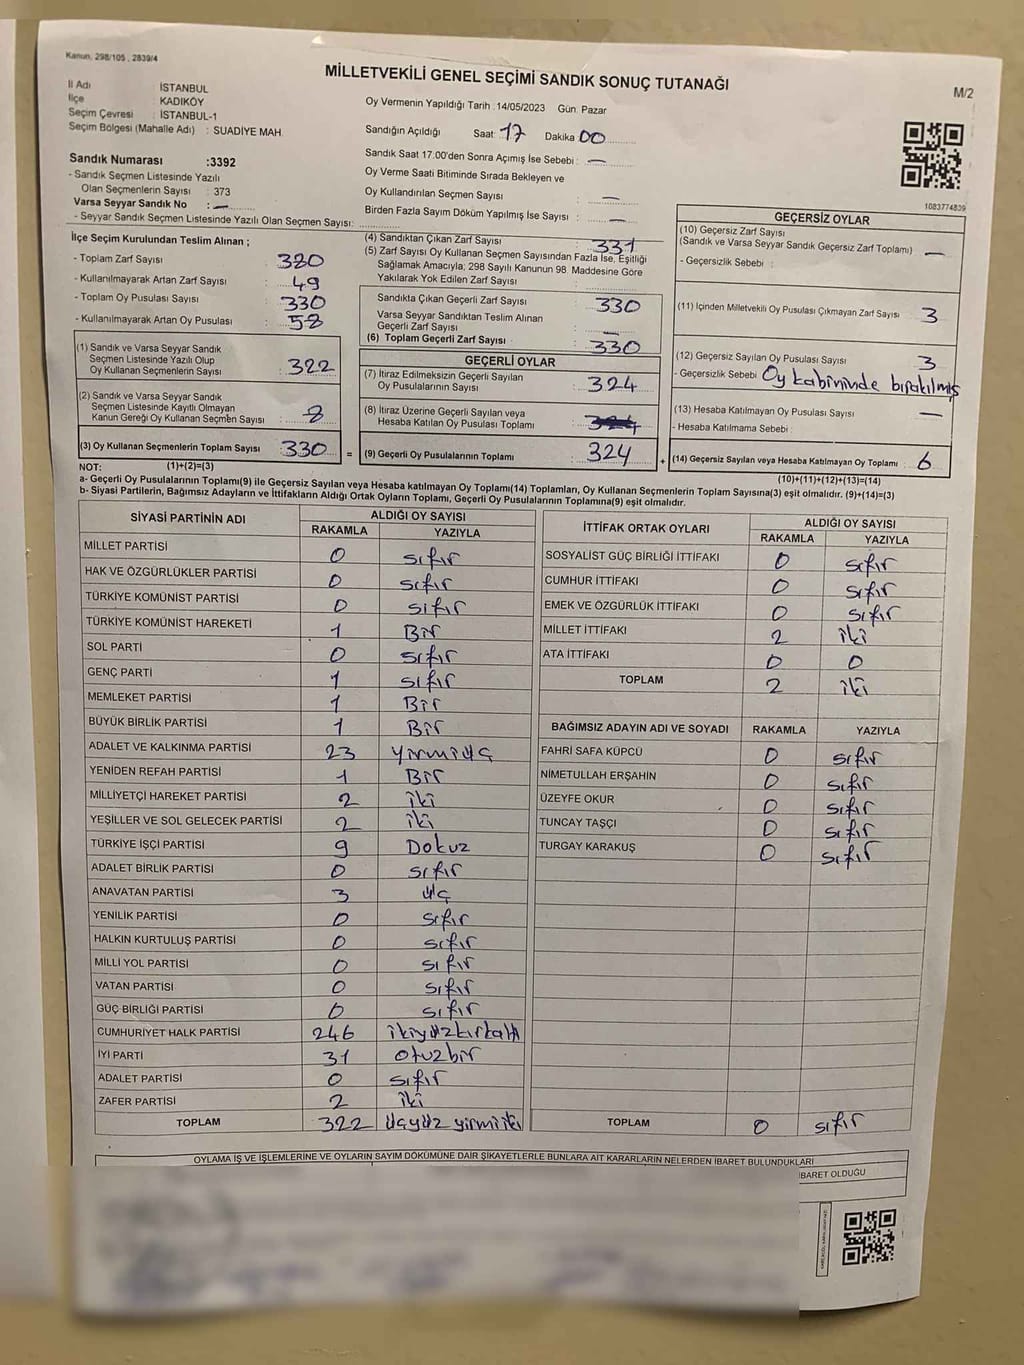 Kanun, 298/105 , 2839/4
MİLLETVEKİLİ GENEL SEÇİMİ SANDIK SONUÇ TUTANAĞI
M/2
İl Adı İSTANBUL
İlçe : KADIKÖY
Seçim Çevresi : İSTANBUL-1
Seçim Bölgesi (Mahalle Adı) : SUADİYE MAH.
Sandık Numarası :3392
- Sandık Seçmen Listesinde Yazılı
Olan Seçmenlerin Sayısı : 373
Varsa Seyyar Sandık No : —
- Seyyar Sandık Seçmen Listesinde Yazılı Olan Seçmen Sayısı:
Oy Vermenin Yapıldığı Tarih : 14/05/2023 Gün: Pazar
Sandığın Açıldığı Saat: 17 Dakika 00
Sandık Saat 17.00'den Sonra Açımış İse Sebebi : —
Oy Verme Saati Bitiminde Sırada Bekleyen ve
Oy Kullandırılan Seçmen Sayısı : —
Birden Fazla Sayım Döküm Yapılmış İse Sayısı : —
1083774839
İlçe Seçim Kurulundan Teslim Alınan ;
- Toplam Zarf Sayısı : 380
- Kullanılmayarak Artan Zarf Sayısı : 49
- Toplam Oy Pusulası Sayısı : 330
- Kullanılmayarak Artan Oy Pusulası : 58
(1) Sandık ve Varsa Seyyar Sandık
Seçmen Listesinde Yazılı Olup
Oy Kullanan Seçmenlerin Sayısı : 322
(2) Sandık ve Varsa Seyyar Sandık
Seçmen Listesinde Kayıtlı Olmayan
Kanun Gereği Oy Kullanan Seçmen Sayısı : 8
(3) Oy Kullanan Seçmenlerin Toplam Sayısı : 330 =
(4) Sandıktan Çıkan Zarf Sayısı : 331
(5) Zarf Sayısı Oy Kullanan Seçmen Sayısından Fazla İse, Eşitliği
Sağlamak Amacıyla; 298 Sayılı Kanunun 98. Maddesine Göre
Yakılarak Yok Edilen Zarf Sayısı :
Sandıkta Çıkan Geçerli Zarf Sayısı : 330
Varsa Seyyar Sandıktan Teslim Alınan
Geçerli Zarf Sayısı : —
(6) Toplam Geçerli Zarf Sayısı : 330
GEÇERLİ OYLAR
(7) İtiraz Edilmeksizin Geçerli Sayılan
Oy Pusulalarının Sayısı : 324
(8) İtiraz Üzerine Geçerli Sayılan veya
Hesaba Katılan Oy Pusulası Toplamı :
(9) Geçerli Oy Pusulalarının Toplamı : 324 +
GEÇERSİZ OYLAR
(10) Geçersiz Zarf Sayısı
(Sandık ve Varsa Seyyar Sandık Geçersiz Zarf Toplamı) —
- Geçersizlik Sebebi :
(11) İçinden Milletvekili Oy Pusulası Çıkmayan Zarf Sayısı : 3
(12) Geçersiz Sayılan Oy Pusulası Sayısı : 3
- Geçersizlik Sebebi : Oy kabininde bırakılmış
(13) Hesaba Katılmayan Oy Pusulası Sayısı : —
- Hesaba Katılmama Sebebi :
(14) Geçersiz Sayılan veya Hesaba Katılmayan Oy Toplamı : 6
NOT: (1)+(2)=(3)
(10)+(11)+(12)+(13)=(14)
a- Geçerli Oy Pusulalarının Toplamı(9) ile Geçersiz Sayılan veya Hesaba katılmayan Oy Toplamı(14) Toplamları, Oy Kullanan Seçmenlerin Toplam Sayısına(3) eşit olmalıdır. (9)+(14)=(3)
b- Siyasi Partilerin, Bağımsız Adayların ve İttifakların Aldığı Ortak Oyların Toplamı, Geçerli Oy Pusulalarının Toplamına(9) eşit olmalıdır.
SİYASİ PARTİNİN ADI ALDIĞI OY SAYISI
RAKAMLA YAZIYLA
MİLLET PARTİSİ 0 sıfır
HAK VE ÖZGÜRLÜKLER PARTİSİ 0 sıfır
TÜRKİYE KOMÜNİST PARTİSİ 0 sıfır
TÜRKİYE KOMÜNİST HAREKETİ 1 Bir
SOL PARTİ 0 sıfır
GENÇ PARTİ 1 sıfır
MEMLEKET PARTİSİ 1 Bir
BÜYÜK BİRLİK PARTİSİ 1 Bir
ADALET VE KALKINMA PARTİSİ 23 yirmiüç
YENİDEN REFAH PARTİSİ 1 Bir
MİLLİYETÇİ HAREKET PARTİSİ 2 iki
YEŞİLLER VE SOL GELECEK PARTİSİ 2 iki
TÜRKİYE İŞÇİ PARTİSİ 9 Dokuz
ADALET BİRLİK PARTİSİ 0 sıfır
ANAVATAN PARTİSİ 3 üç
YENİLİK PARTİSİ 0 sıfır
HALKIN KURTULUŞ PARTİSİ 0 sıfır
MİLLİ YOL PARTİSİ 0 sıfır
VATAN PARTİSİ 0 sıfır
GÜÇ BİRLİĞİ PARTİSİ 0 sıfır
CUMHURİYET HALK PARTİSİ 246 ikiyüzkırkaltı
İYİ PARTİ 31 otuzbir
ADALET PARTİSİ 0 sıfır
ZAFER PARTİSİ 2 iki
TOPLAM 322 üçyüz yirmiiki
İTTİFAK ORTAK OYLARI ALDIĞI OY SAYISI
RAKAMLA YAZIYLA
SOSYALİST GÜÇ BİRLİĞİ İTTİFAKI 0 sıfır
CUMHUR İTTİFAKI 0 sıfır
EMEK VE ÖZGÜRLÜK İTTİFAKI 0 sıfır
MİLLET İTTİFAKI 2 iki
ATA İTTİFAKI 0 0
TOPLAM 2 iki
BAĞIMSIZ ADAYIN ADI VE SOYADI RAKAMLA YAZIYLA
FAHRİ SAFA KÜPCÜ 0 sıfır
NİMETULLAH ERŞAHİN 0 sıfır
ÜZEYFE OKUR 0 sıfır
TUNCAY TAŞÇI 0 sıfır
TURGAY KARAKUŞ 0 sıfır
TOPLAM 0 sıfır
OYLAMA İŞ VE İŞLEMLERİNE VE OYLARIN SAYIM DÖKÜMÜNE DAİR ŞİKAYETLERLE BUNLARA AİT KARARLARIN NELERDEN İBARET BULUNDUKLARI
İBARET OLDUĞU